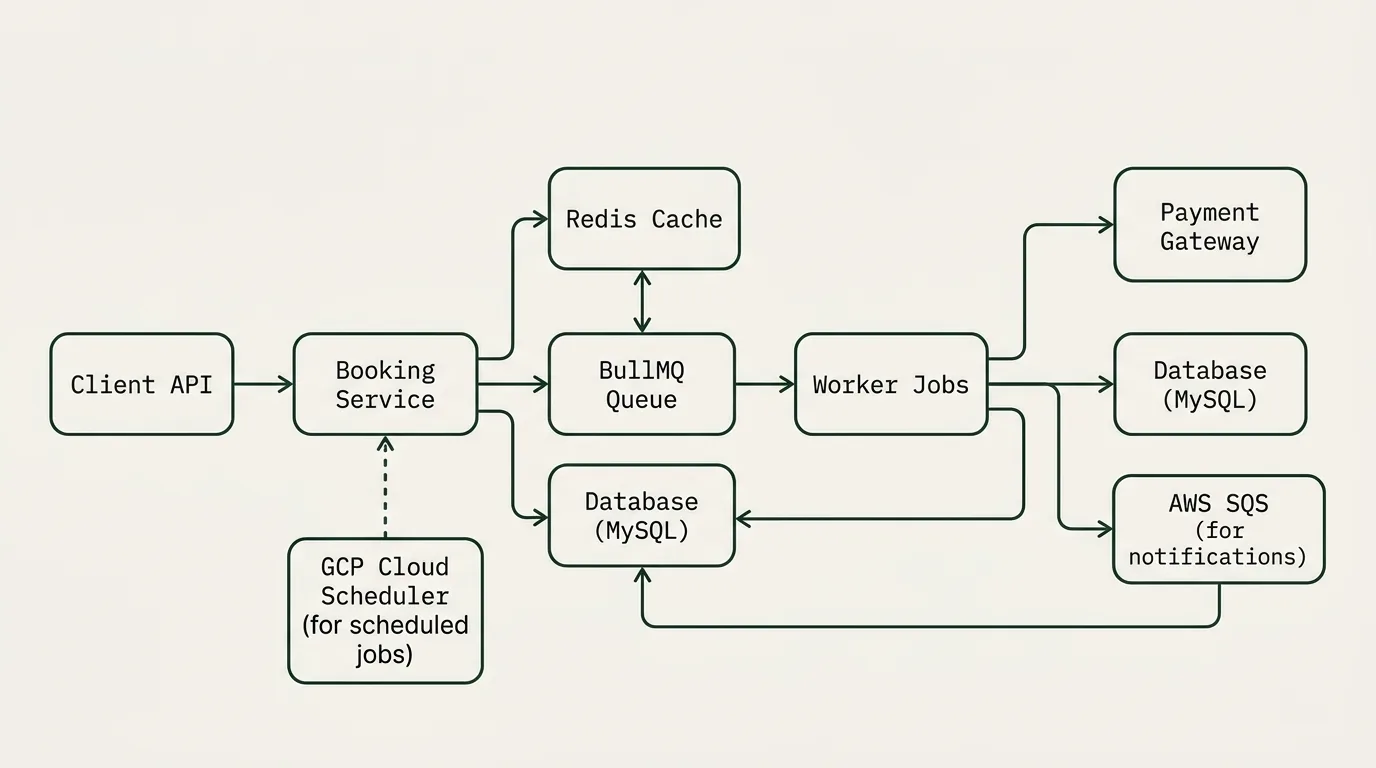 Redis Cache
Payment
Gateway
Client API
Booking
Service
BullMQ
Queue
Worker Jobs
Database
(MySQL)
Database
(MySQL)
AWS SQS
(for
notifications)
GCP Cloud
Scheduler
(for scheduled
jobs)